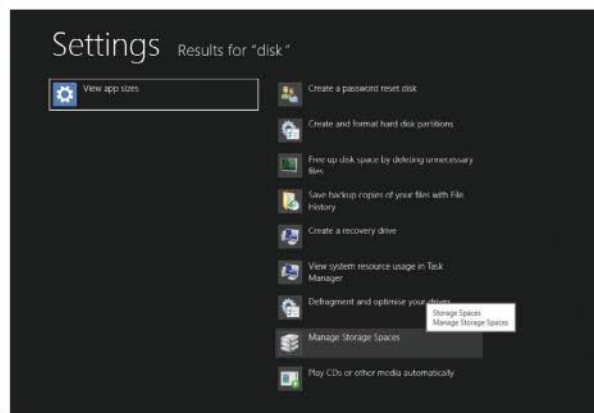 Settings Results for "disk"
View app sizes
Create a password reset disk
Create and format hard disk partitions
Free up disk space by deleting unnecessary
files
Save backup copies of your files with File
History
Create a recovery drive
View system resource usage in Task
Manager
Defragment and optimise your drives
Storage Spaces
Manage Storage Spaces
Manage Storage Spaces
Play CDs or other media automatically